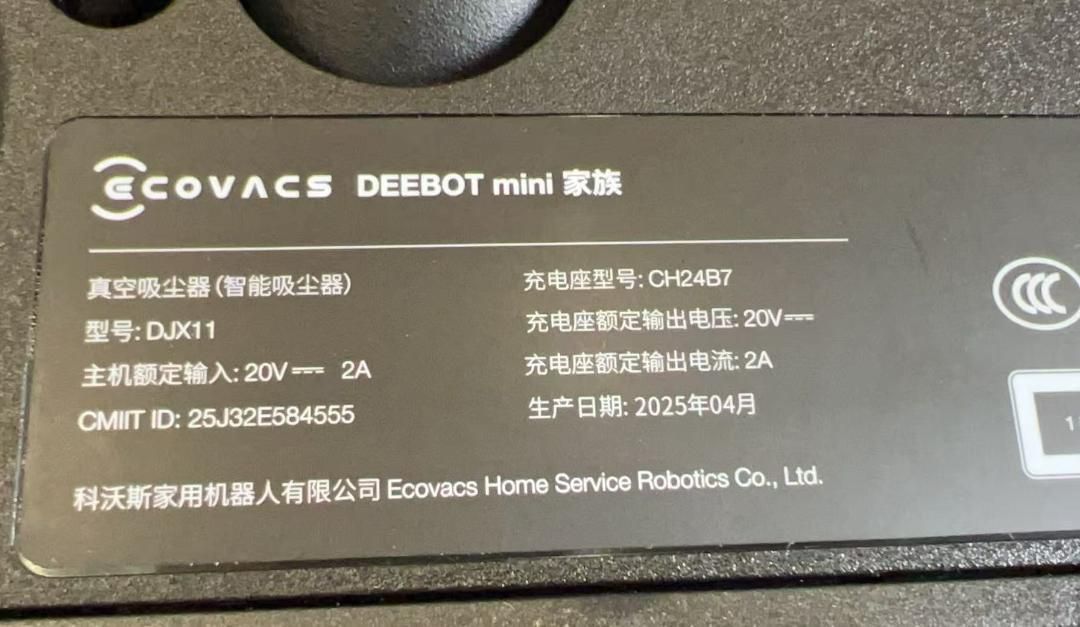 ECOVACS DEEBOT mini 家族
真空吸尘器(智能吸尘器)
型号: DJX11
主机额定输入: 20V⎓ 2A
CMIIT ID: 25J32E584555
充电座型号: CH24B7
充电座额定输出电压: 20V⎓
充电座额定输出电流: 2A
生产日期: 2025年04月
科沃斯家用机器人有限公司 Ecovacs Home Service Robotics Co., Ltd.
CCC